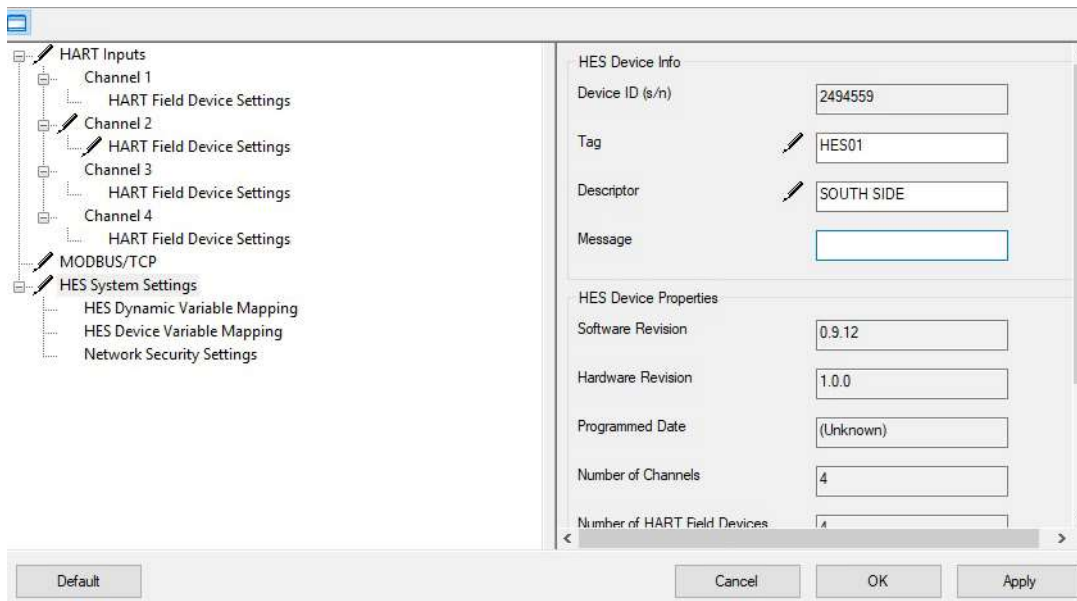 HART Inputs
Channel 1
HART Field Device Settings
Channel 2
HART Field Device Settings
Channel 3
HART Field Device Settings
Channel 4
HART Field Device Settings
MODBUS/TCP
HES System Settings
HES Dynamic Variable Mapping
HES Device Variable Mapping
Network Security Settings
HES Device Info
Device ID (s/n) 2494559
Tag HES01
Descriptor SOUTH SIDE
Message
HES Device Properties
Software Revision 0.9.12
Hardware Revision 1.0.0
Programmed Date (Unknown)
Number of Channels 4
Number of HART Field Devices 4
Default Cancel OK Apply